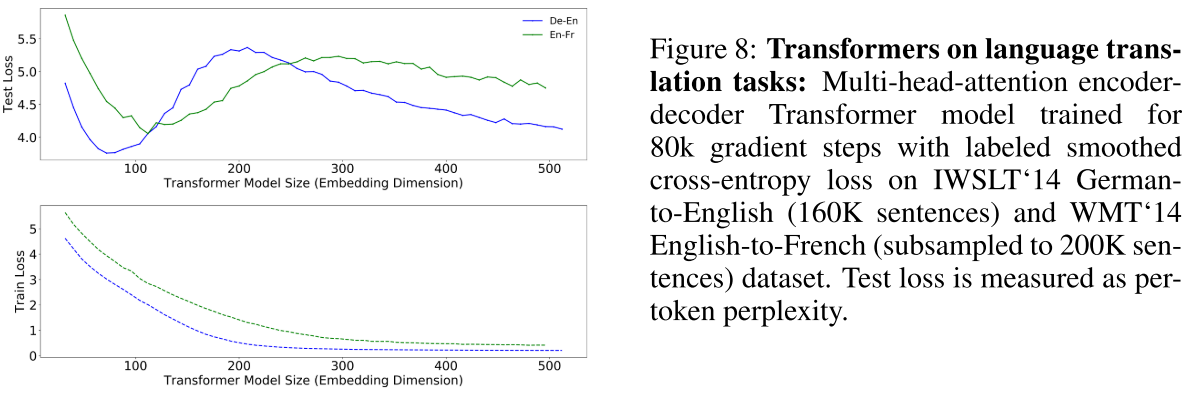 De-En
En-Fr
Test Loss
5.5
5.0
4.5
4.0
100
200
300
400
500
Transformer Model Size (Embedding Dimension)
Train Loss
5
4
3
2
1
0
100
200
300
400
500
Transformer Model Size (Embedding Dimension)
Figure 8: Transformers on language trans-
lation tasks: Multi-head-attention encoder-
decoder Transformer model trained for
80k gradient steps with labeled smoothed
cross-entropy loss on IWSLT‘14 German-
to-English (160K sentences) and WMT‘14
English-to-French (subsampled to 200K sen-
tences) dataset. Test loss is measured as per-
token perplexity.